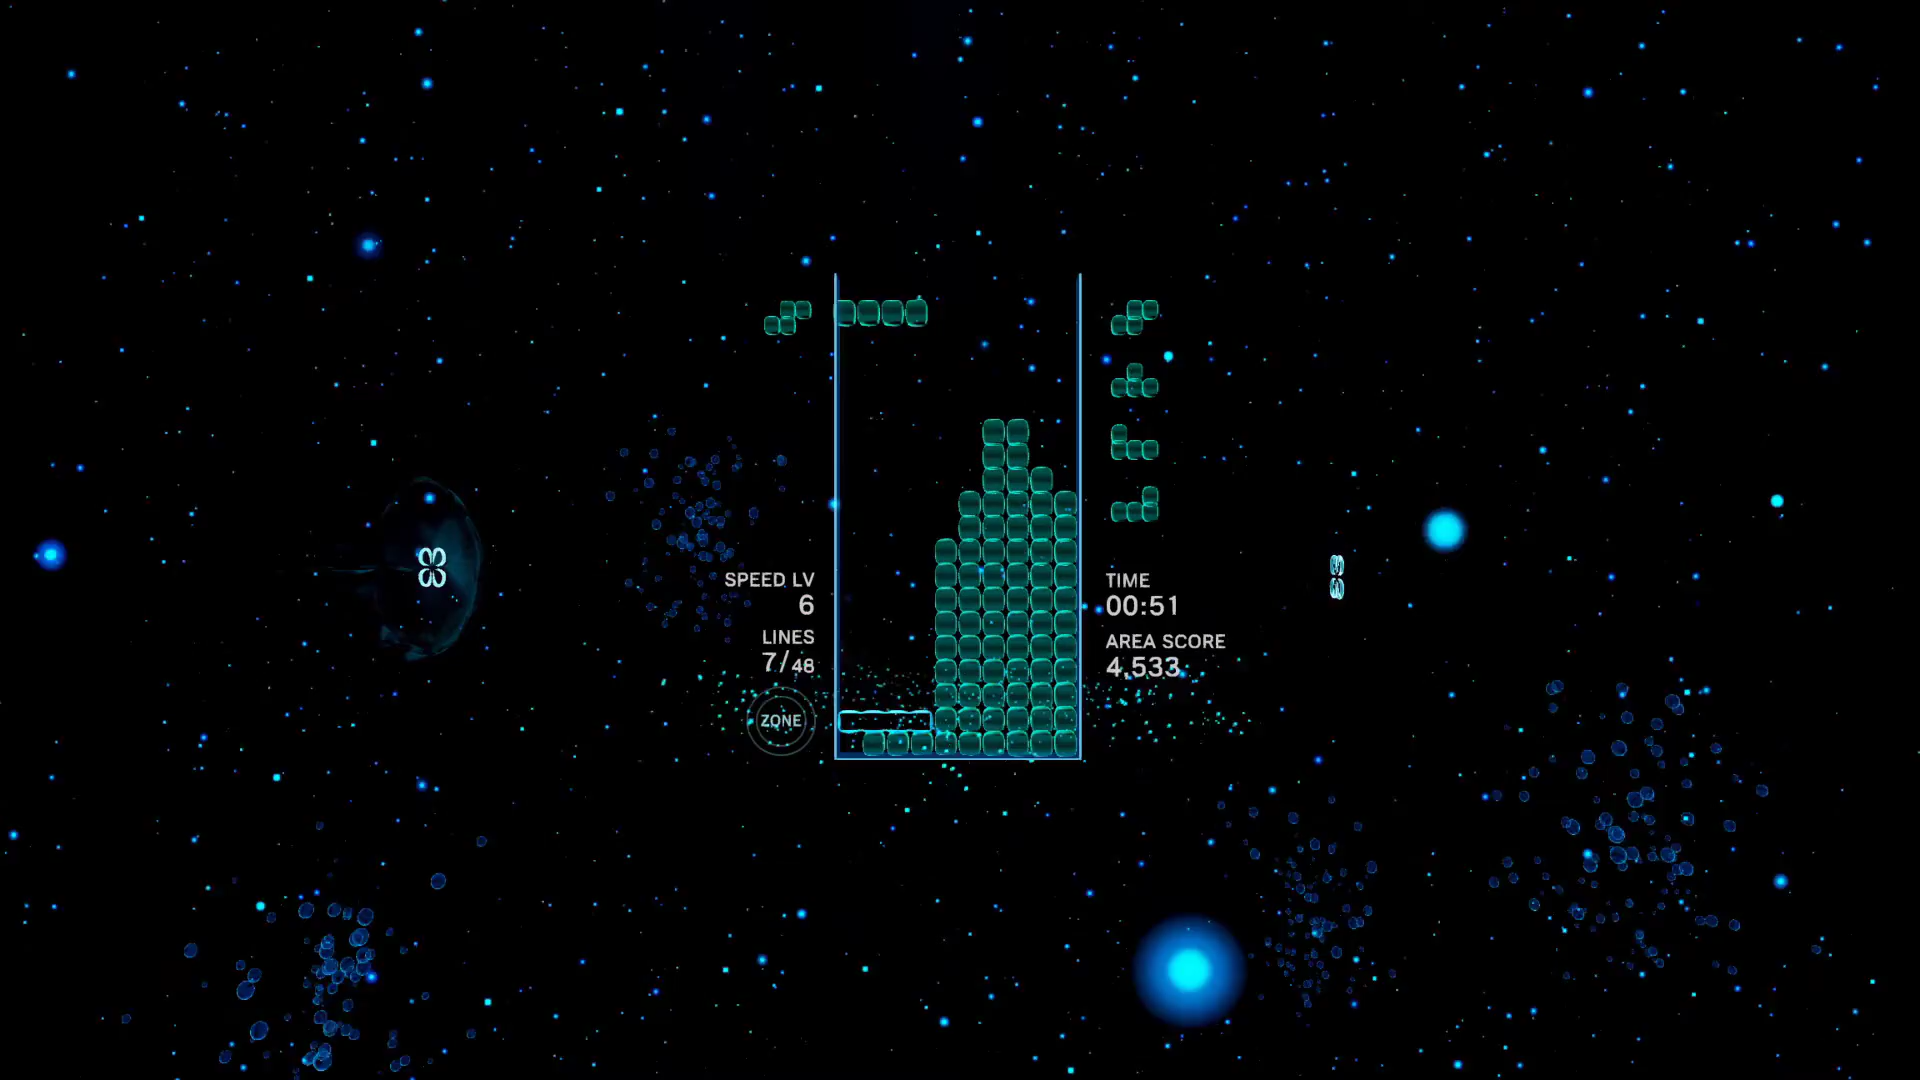 SPEED LV
6
LINES
7/48
ZONE
TIME
00:51
AREA SCORE
4,533